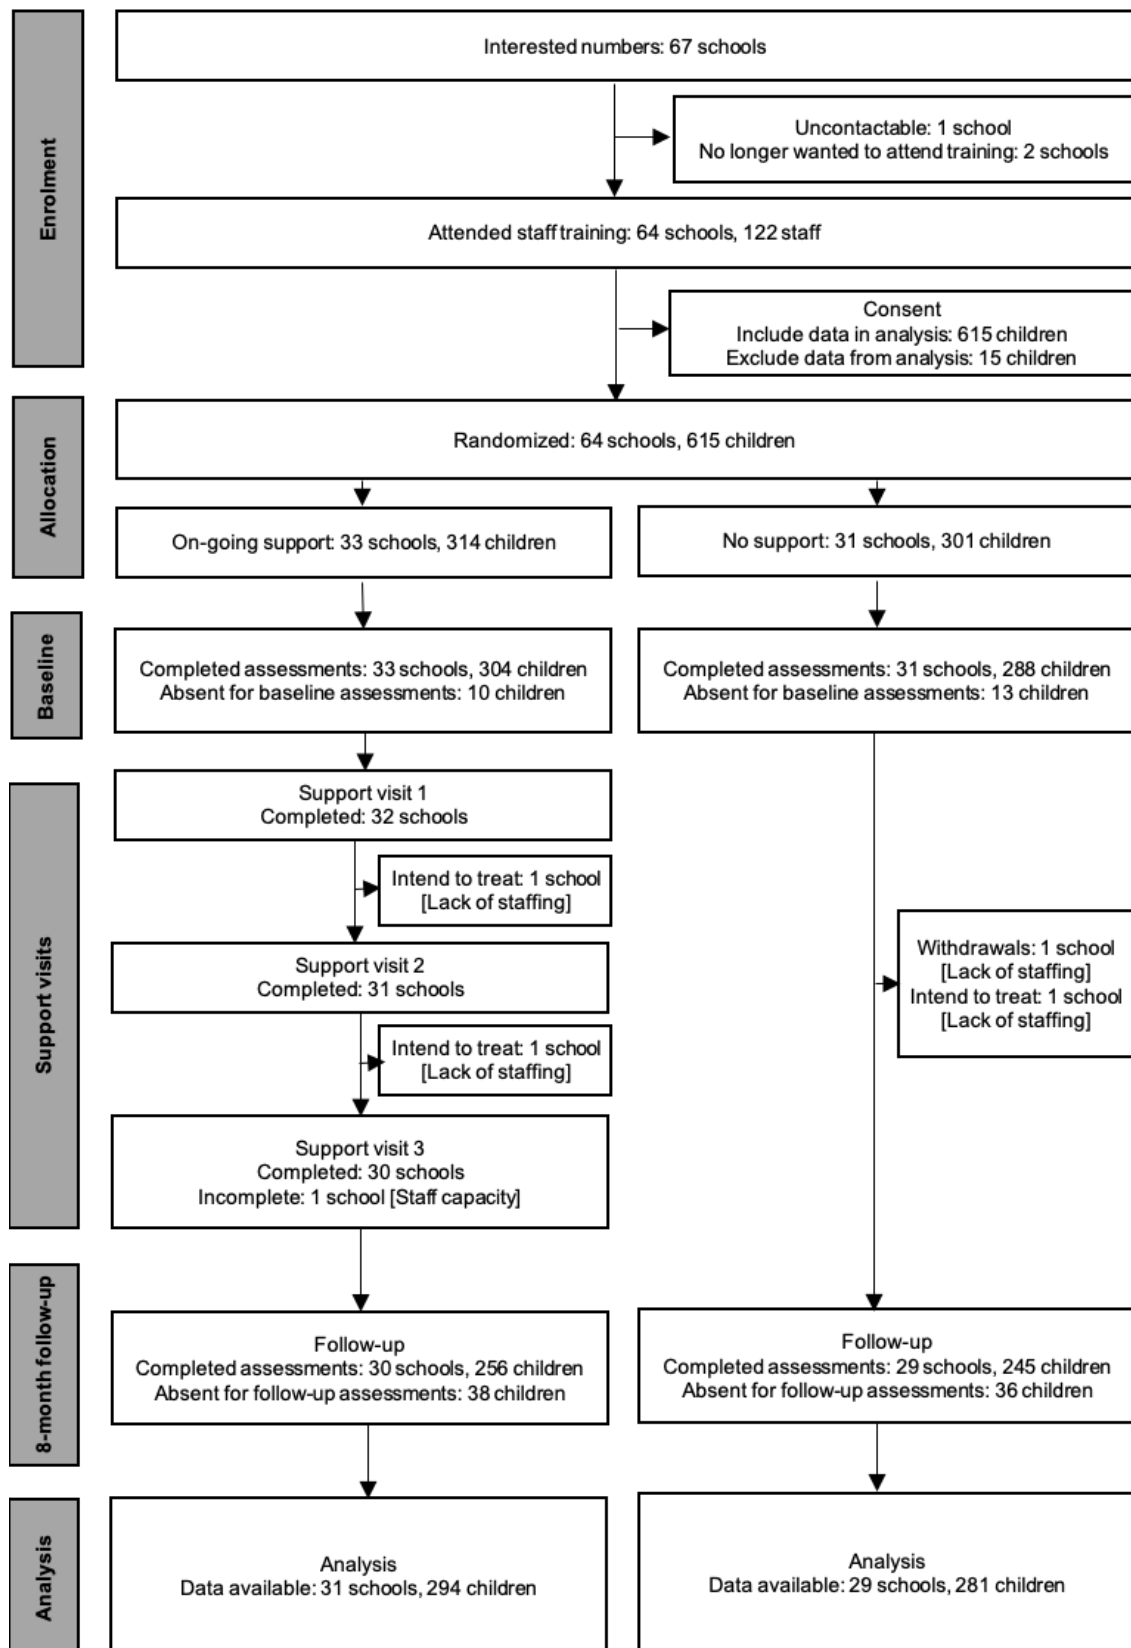 Enrolment
Interested numbers: 67 schools
Uncontactable: 1 school
No longer wanted to attend training: 2 schools
Attended staff training: 64 schools, 122 staff
Consent
Include data in analysis: 615 children
Exclude data from analysis: 15 children
Allocation
Randomized: 64 schools, 615 children
On-going support: 33 schools, 314 children
No support: 31 schools, 301 children
Baseline
Completed assessments: 33 schools, 304 children
Absent for baseline assessments: 10 children
Completed assessments: 31 schools, 288 children
Absent for baseline assessments: 13 children
Support visits
Support visit 1
Completed: 32 schools
Intend to treat: 1 school
[Lack of staffing]
Support visit 2
Completed: 31 schools
Intend to treat: 1 school
[Lack of staffing]
Support visit 3
Completed: 30 schools
Incomplete: 1 school [Staff capacity]
Withdrawals: 1 school
[Lack of staffing]
Intend to treat: 1 school
[Lack of staffing]
8-month follow-up
Follow-up
Completed assessments: 30 schools, 256 children
Absent for follow-up assessments: 38 children
Follow-up
Completed assessments: 29 schools, 245 children
Absent for follow-up assessments: 36 children
Analysis
Analysis
Data available: 31 schools, 294 children
Analysis
Data available: 29 schools, 281 children